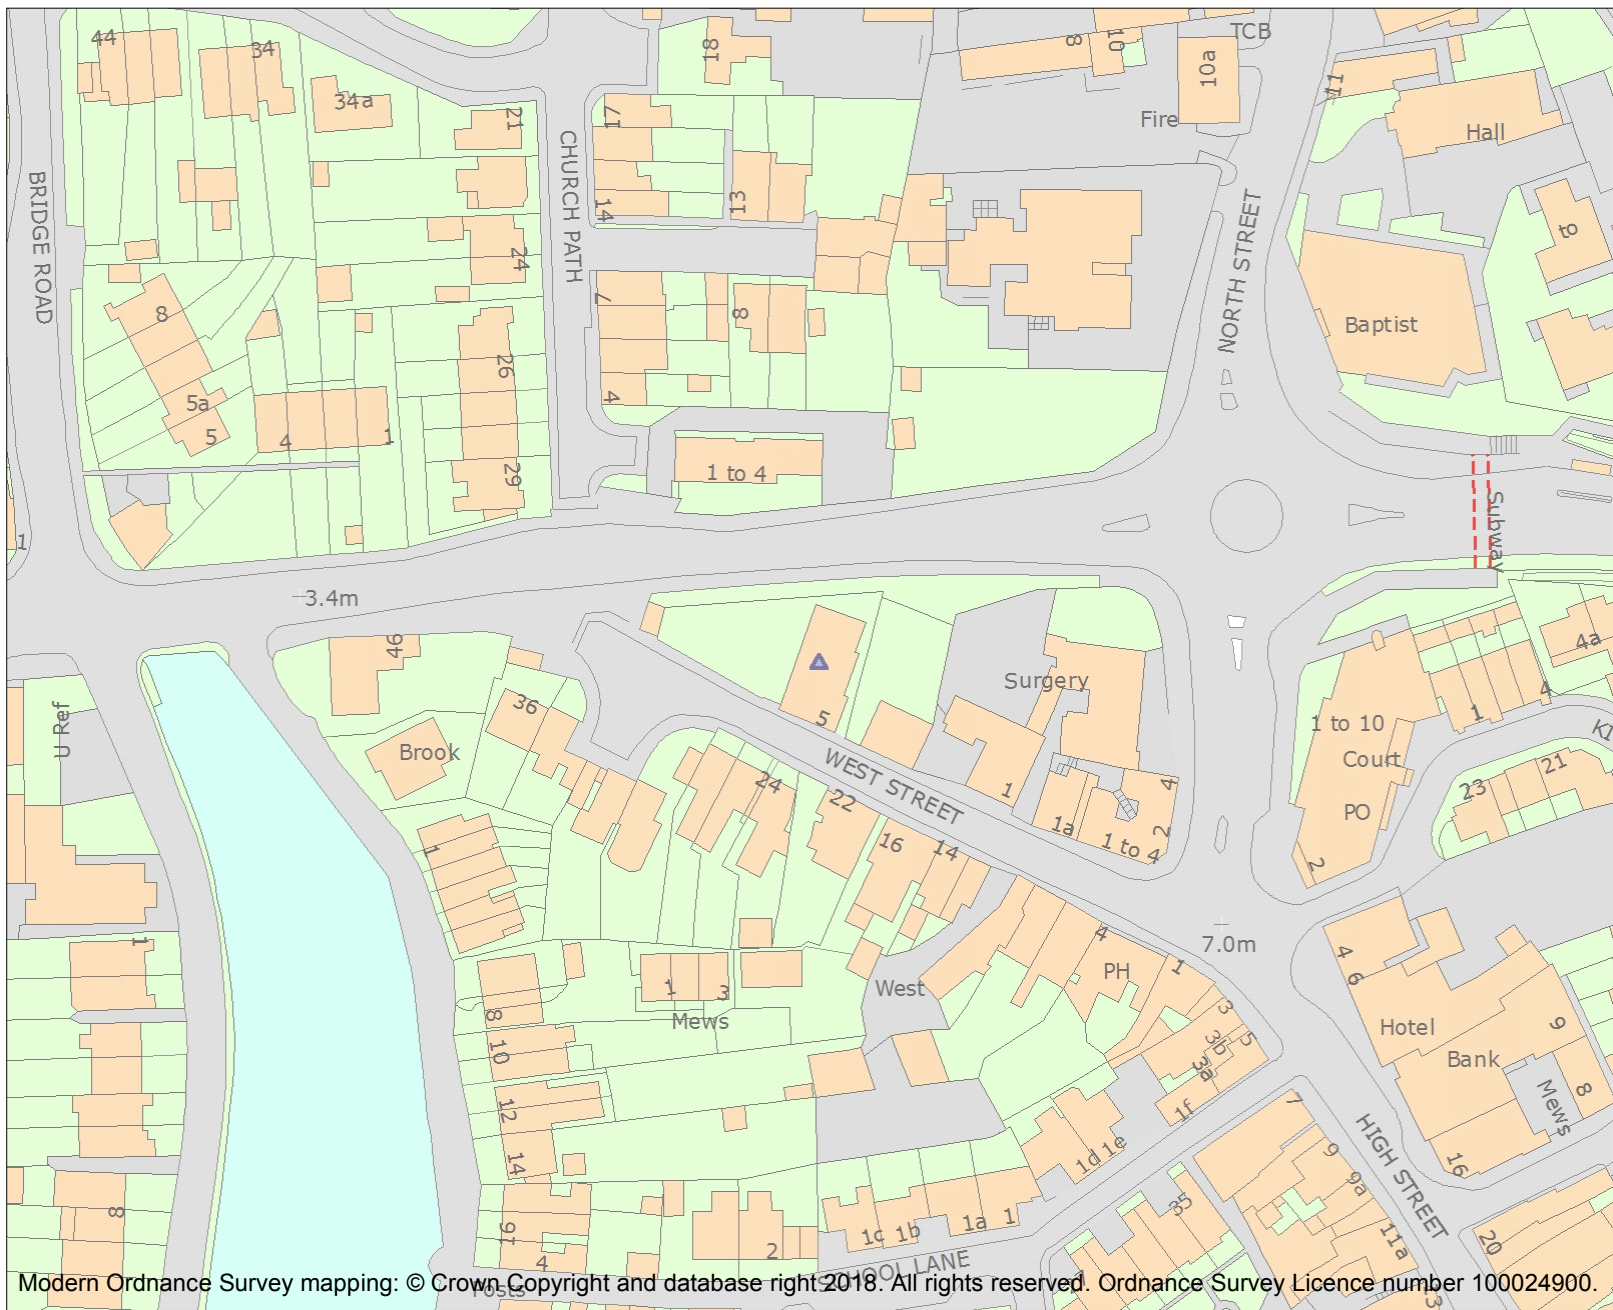 44
34
34a
18
8
10
10a
TCB
11
Fire
Hall
21
17
CHURCH PATH
BRIDGE ROAD
14
13
24
NORTH STREET
to
8
7
8
Baptist
26
5a
5
4
1
4
29
1 to 4
Subway
1
3.4m
46
U Ref
36
Brook
5
Surgery
4a
4
1
1 to 10
Court
PO
KI
21
23
WEST STREET
24
22
16
14
1
1a
1 to 4
4
2
2
1
7.0m
4
PH
1
4
6
West
1
1
3
Mews
8
10
3
3b
5
3a
Hotel
Bank
9
8
Mews
12
14
1f
1e
1d
7
9
9a
HIGH STREET
16
8
16
4
2
1c
1b
1a
1
35
11a
20
SCHOOL LANE
Posts
13
Modern Ordnance Survey mapping: © Crown Copyright and database right 2018. All rights reserved. Ordnance Survey Licence number 100024900.